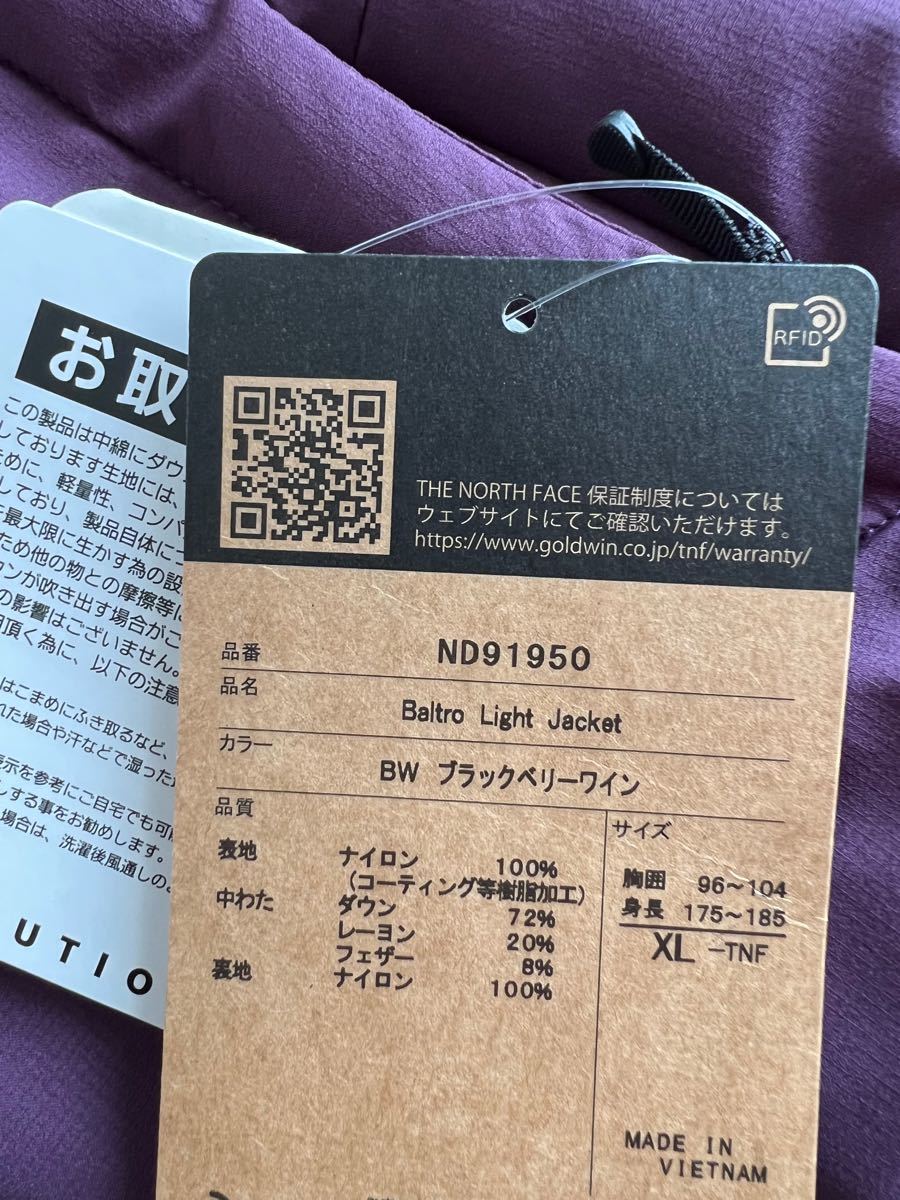 お取
この製品は中綿にダウ
しております生地には、
ために、軽量性、コンパ
しており、製品自体に
最大限に生かす為の設
ため他の物との摩擦等に
ウンが吹き出す場合がご
の影響はございません。
用頂く為に、以下の注意
はこまめにふき取るなど、
れた場合や汗などで湿った
表示を参考にご自宅でも可
する事をお勧めします。
場合は、洗濯後風通しの
UTIO
RFID
THE NORTH FACE 保証制度については
ウェブサイトにてご確認いただけます。
https://www.goldwin.co.jp/tnf/warranty/
品番 ND91950
品名
Baltro Light Jacket
カラー
BW ブラックベリーワイン
品質
表地 ナイロン 100%
(コーティング等樹脂加工)
中わた ダウン 72%
レーヨン 20%
フェザー 8%
裏地 ナイロン 100%
サイズ
胸囲 96~104
身長 175~185
XL -TNF
MADE IN
VIETNAM